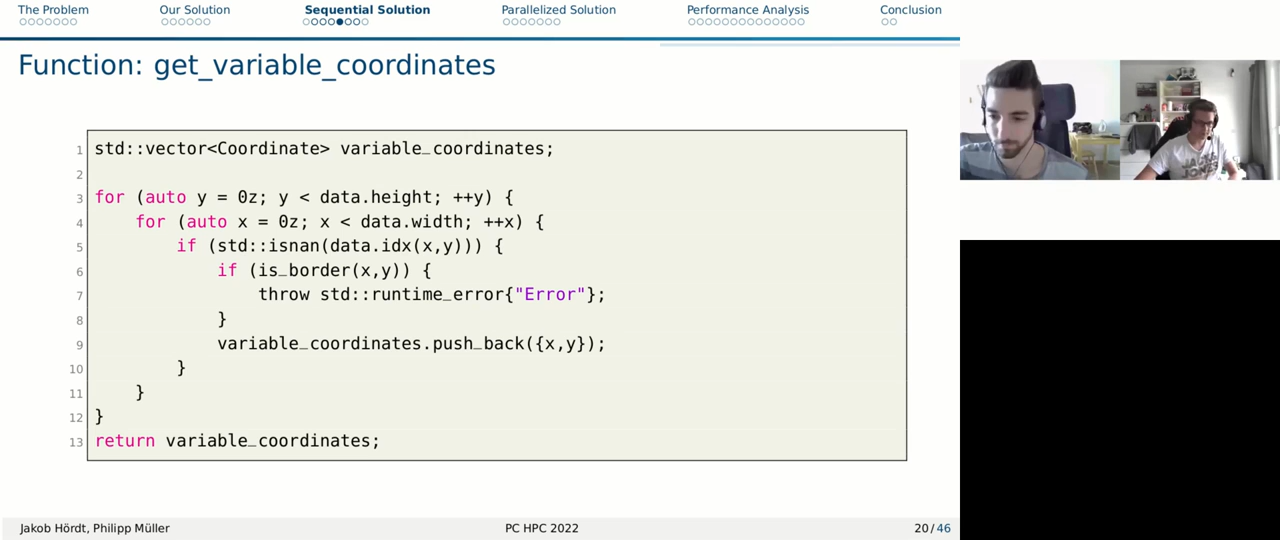 The Problem Our Solution Sequential Solution Parallelized Solution Performance Analysis Conclusion
Function: get_variable_coordinates
1 std::vector<Coordinate> variable_coordinates;
2
3 for (auto y = 0z; y < data.height; ++y) {
4     for (auto x = 0z; x < data.width; ++x) {
5         if (std::isnan(data.idx(x,y))) {
6             if (is_border(x,y)) {
7                 throw std::runtime_error{"Error"};
8             }
9             variable_coordinates.push_back({x,y});
10         }
11     }
12 }
13 return variable_coordinates;
Jakob Hördt, Philipp Müller PC HPC 2022 20/46